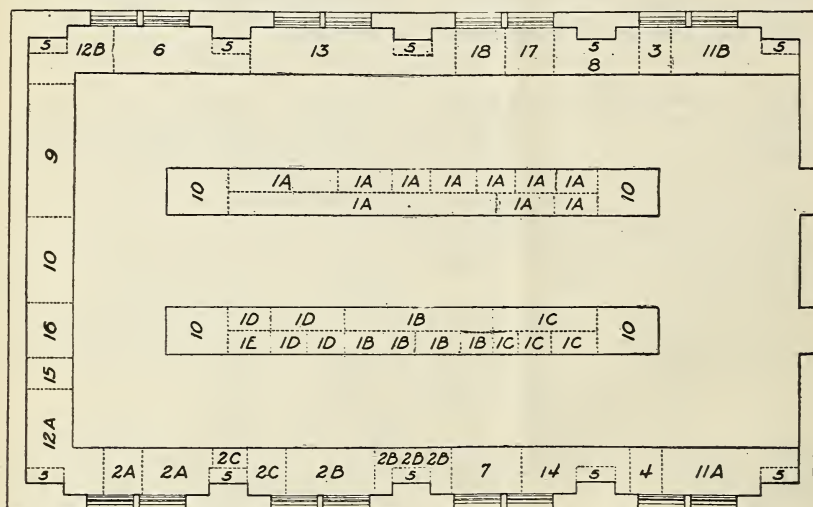 5 12B 6 5 13 5 18 17 5 8 3 11B 5
9
10 1A 1A 1A 1A 1A 1A 1A 10
1A 1A 1A
10
10 1D 1D 1B 1C 10
1E 1D 1D 1B 1B 1B 1B 1C 1C 1C
16
15
12A
5 2A 2A 2C 5 2C 2B 2B 2B 2B 5 7 14 5 4 11A 5